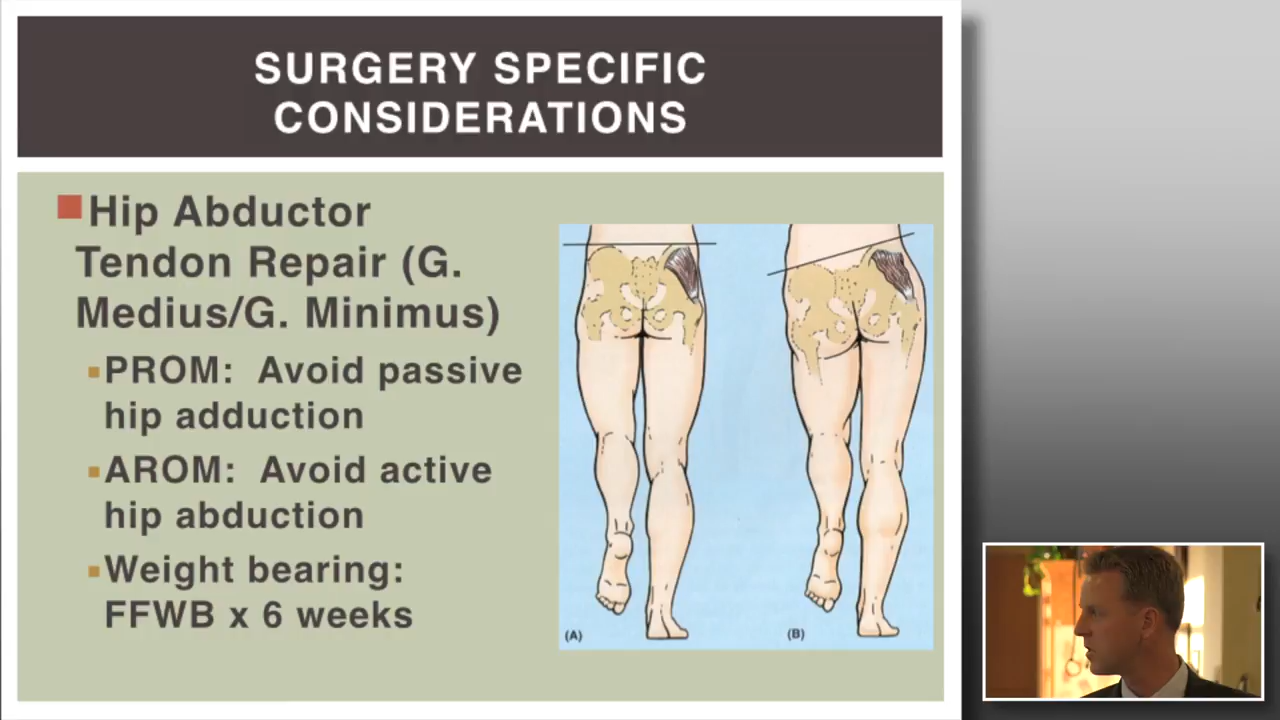 SURGERY SPECIFIC
CONSIDERATIONS
Hip Abductor
Tendon Repair (G.
Medius/G. Minimus)
PROM: Avoid passive
hip adduction
AROM: Avoid active
hip abduction
Weight bearing:
FFWB x 6 weeks
(A)
(B)